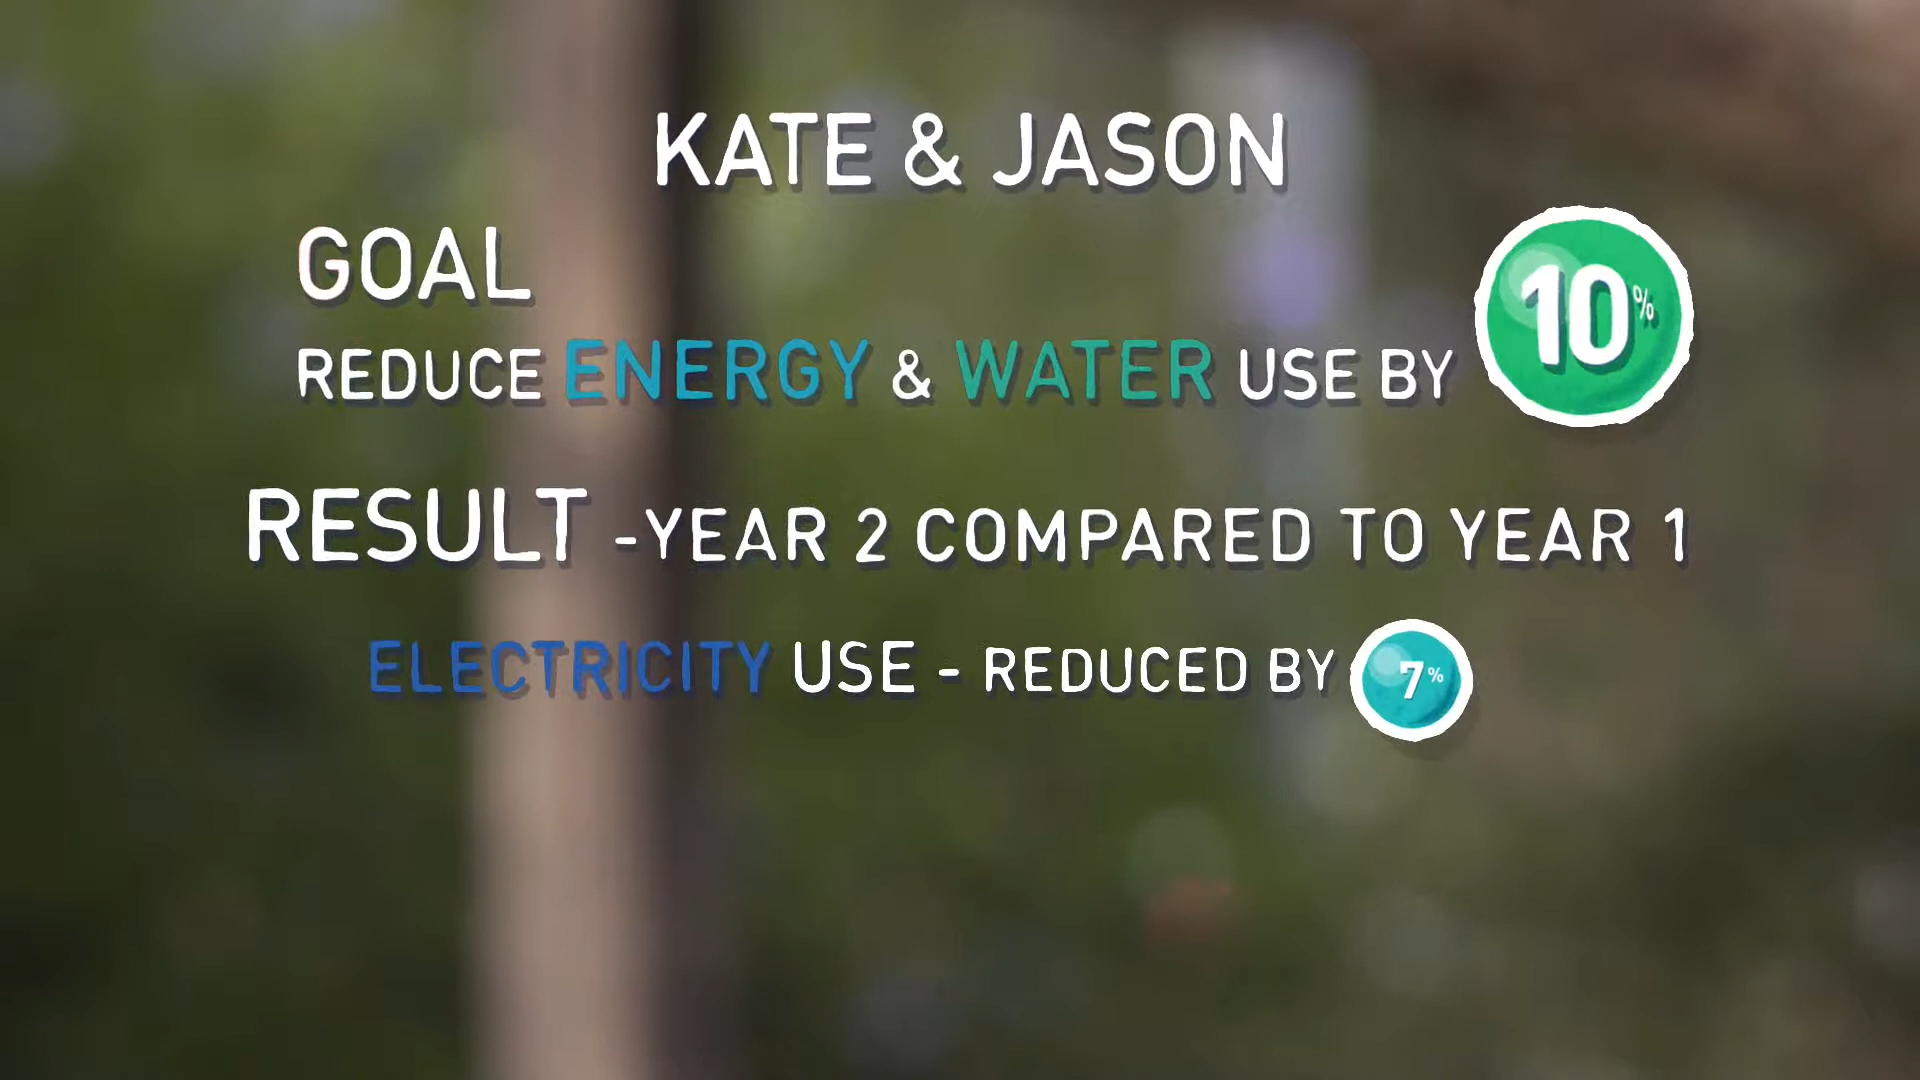 KATE & JASON
GOAL
REDUCE ENERGY & WATER USE BY 10%
RESULT -YEAR 2 COMPARED TO YEAR 1
ELECTRICITY USE - REDUCED BY 7%